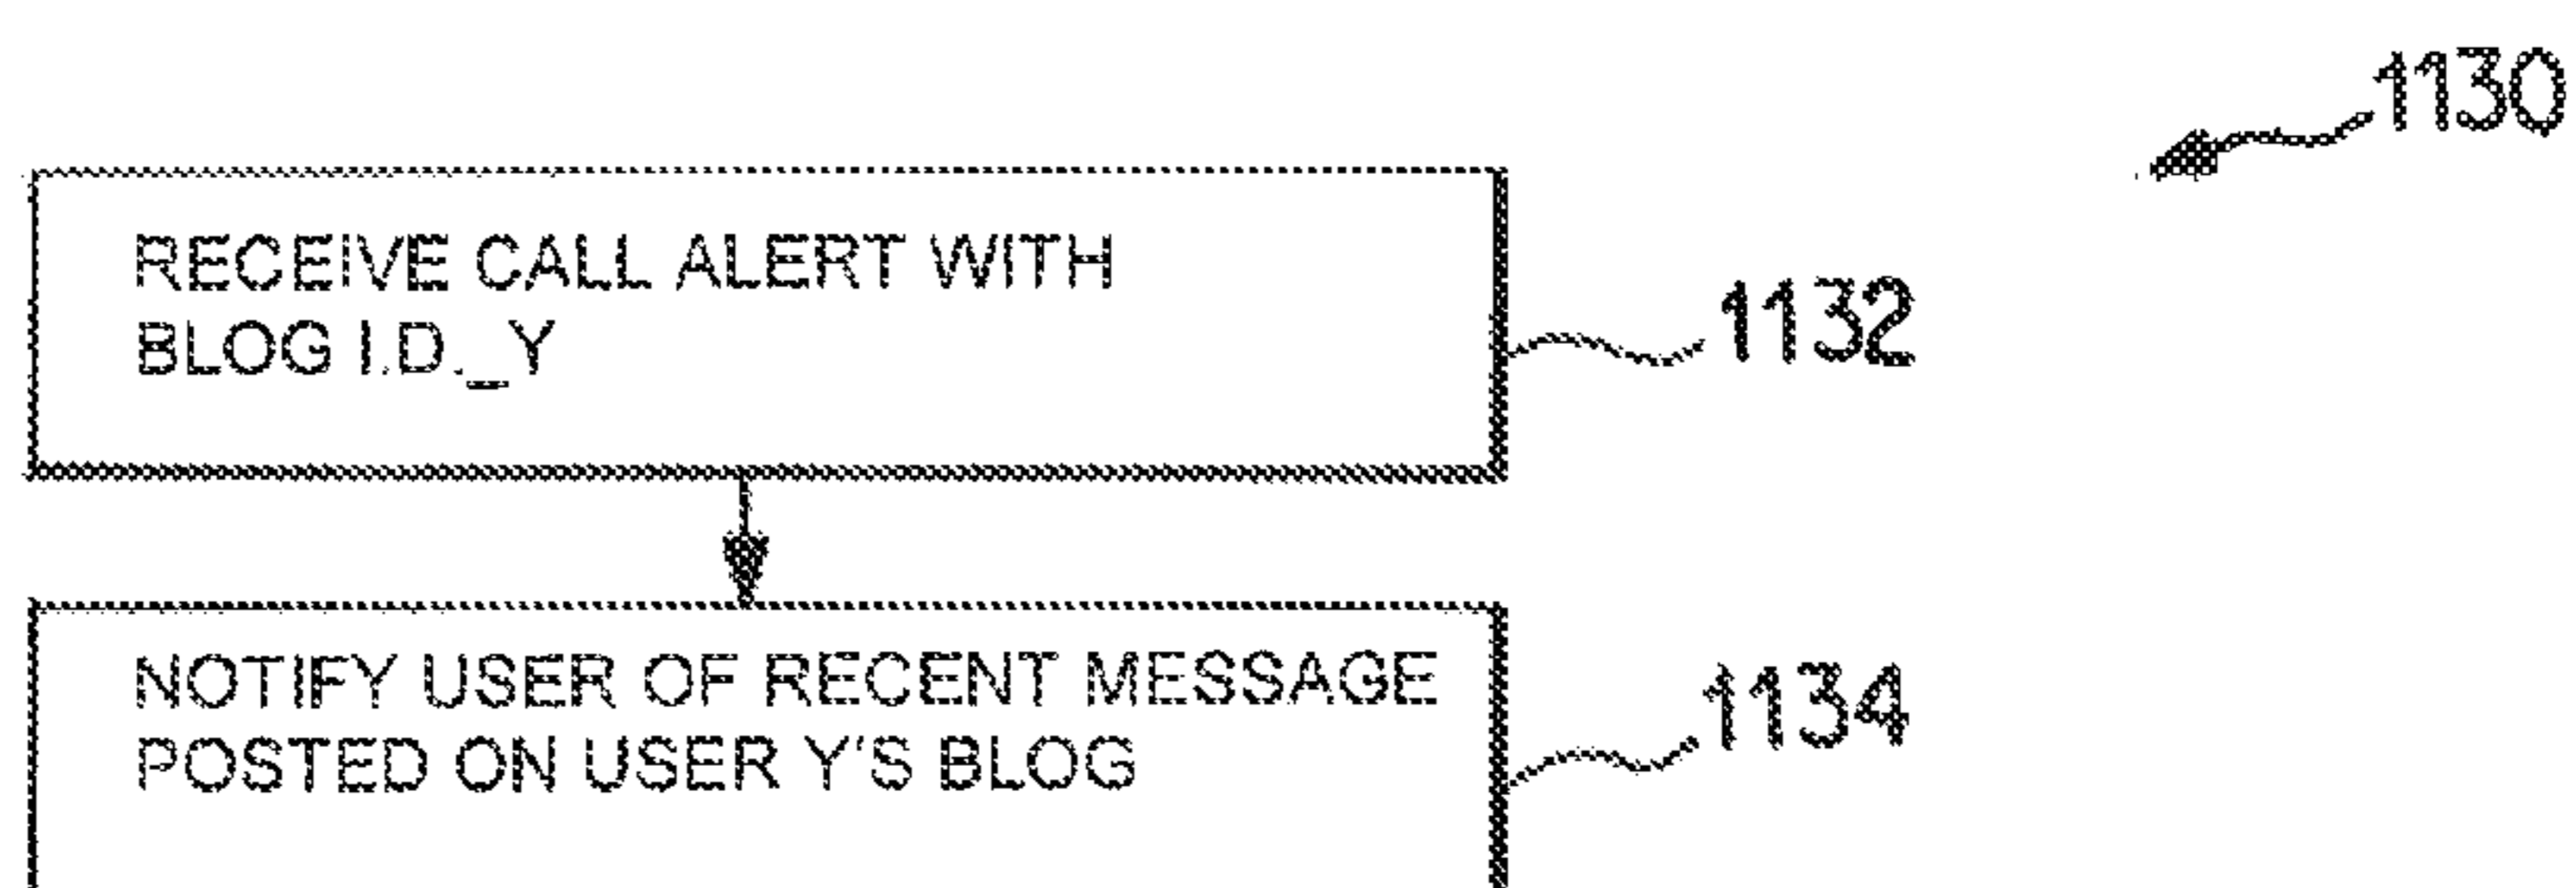 1130
RECEIVE CALL ALERT WITH
BLOG I.D._Y
1132
NOTIFY USER OF RECENT MESSAGE
POSTED ON USER Y'S BLOG
1134